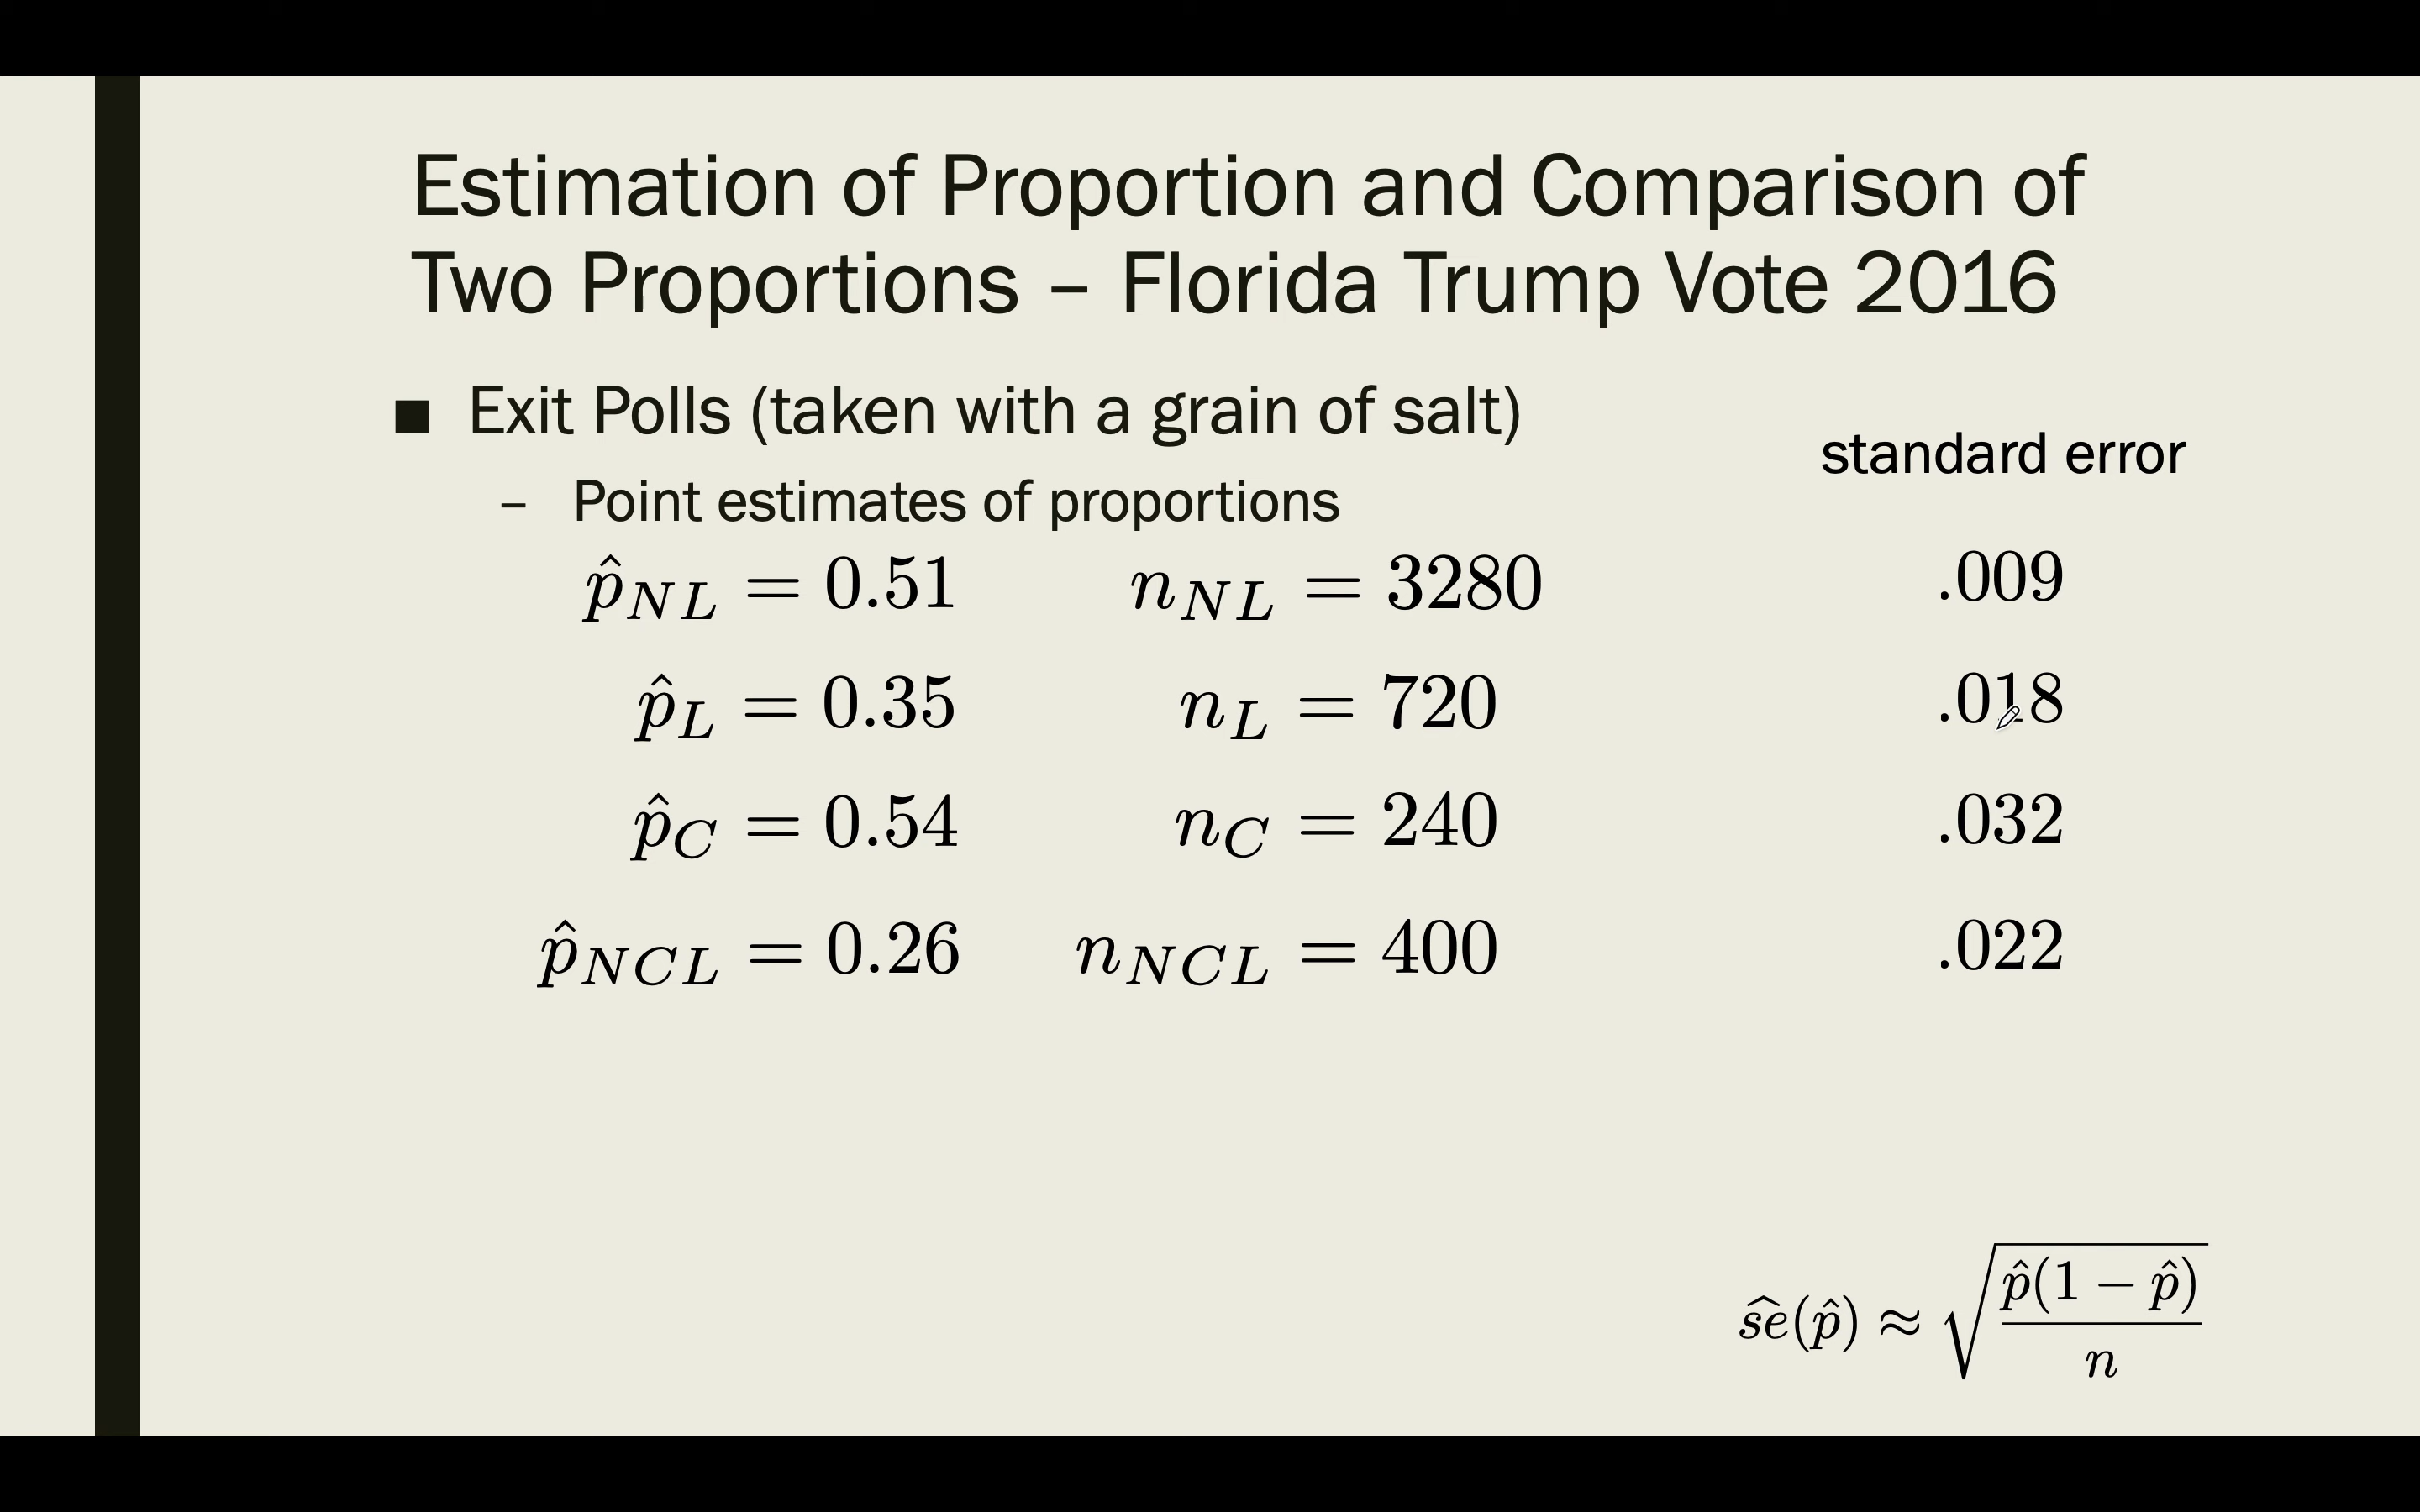 Estimation of Proportion and Comparison of
Two Proportions – Florida Trump Vote 2016
■ Exit Polls (taken with a grain of salt)
standard error
– Point estimates of proportions
p̂_NL = 0.51 n_NL = 3280 .009
p̂_L = 0.35 n_L = 720 .018
p̂_C = 0.54 n_C = 240 .032
p̂_NCL = 0.26 n_NCL = 400 .022
ŝe(p̂) ≈ √(p̂(1 − p̂)/n)